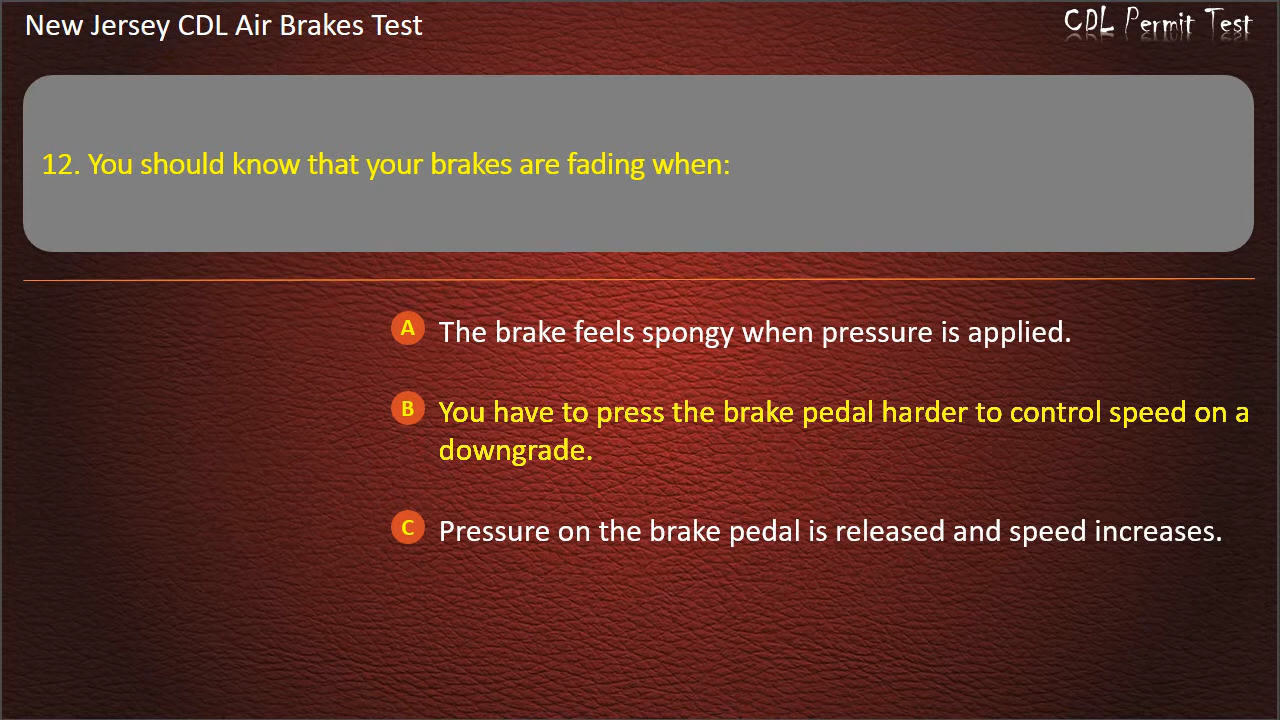 New Jersey CDL Air Brakes Test
CDL Permit Test
12. You should know that your brakes are fading when:
A The brake feels spongy when pressure is applied.
B You have to press the brake pedal harder to control speed on a
downgrade.
C Pressure on the brake pedal is released and speed increases.